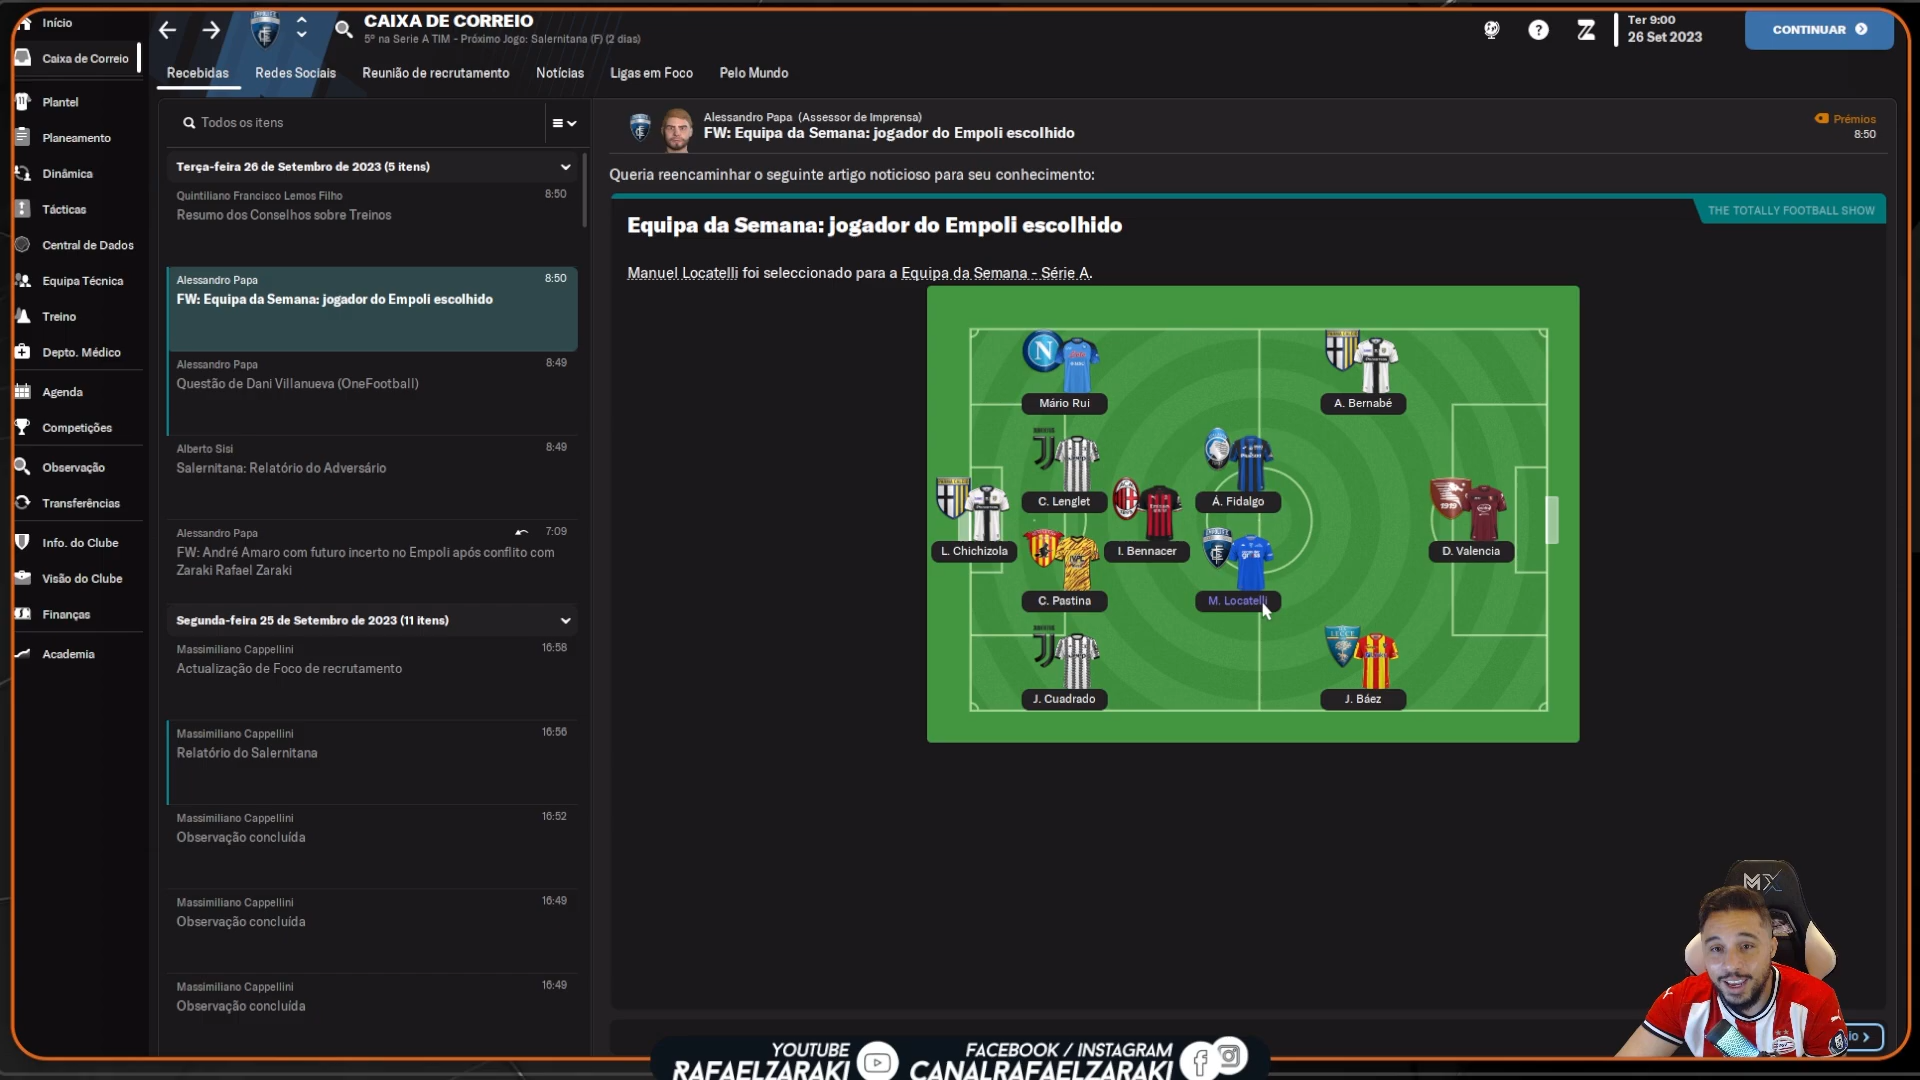 Início
Caixa de Correio
Plantel
Planeamento
Dinâmica
Tácticas
Central de Dados
Equipa Técnica
Treino
Depto. Médico
Agenda
Competições
Observação
Transferências
Info. do Clube
Visão do Clube
Finanças
Academia
CAIXA DE CORREIO
5º na Serie A TIM - Próximo Jogo: Salernitana (F) (2 dias)
Ter 9:00
26 Set 2023
CONTINUAR
Recebidas
Redes Sociais
Reunião de recrutamento
Notícias
Ligas em Foco
Pelo Mundo
Todos os itens
Terça-feira 26 de Setembro de 2023 (5 itens)
Quintiliano Francisco Lemos Filho 8:50
Resumo dos Conselhos sobre Treinos
Alessandro Papa 8:50
FW: Equipa da Semana: jogador do Empoli escolhido
Alessandro Papa 8:49
Questão de Dani Villanueva (OneFootball)
Alberto Sisi 8:49
Salernitana: Relatório do Adversário
Alessandro Papa 7:09
FW: André Amaro com futuro incerto no Empoli após conflito com
Zaraki Rafael Zaraki
Segunda-feira 25 de Setembro de 2023 (11 itens)
Massimiliano Cappellini 16:58
Actualização de Foco de recrutamento
Massimiliano Cappellini 16:56
Relatório do Salernitana
Massimiliano Cappellini 16:52
Observação concluída
Massimiliano Cappellini 16:49
Observação concluída
Massimiliano Cappellini 16:49
Observação concluída
Alessandro Papa (Assessor de Imprensa)
FW: Equipa da Semana: jogador do Empoli escolhido
Prémios
8:50
Queria reencaminhar o seguinte artigo noticioso para seu conhecimento:
THE TOTALLY FOOTBALL SHOW
Equipa da Semana: jogador do Empoli escolhido
Manuel Locatelli foi seleccionado para a Equipa da Semana - Série A.
Mário Rui
A. Bernabé
C. Lenglet
Á. Fidalgo
L. Chichizola
I. Bennacer
D. Valencia
C. Pastina
M. Locatelli
J. Cuadrado
J. Báez
MX
YOUTUBE
RAFAELZARAKI
FACEBOOK / INSTAGRAM
CANALRAFAELZARAKI